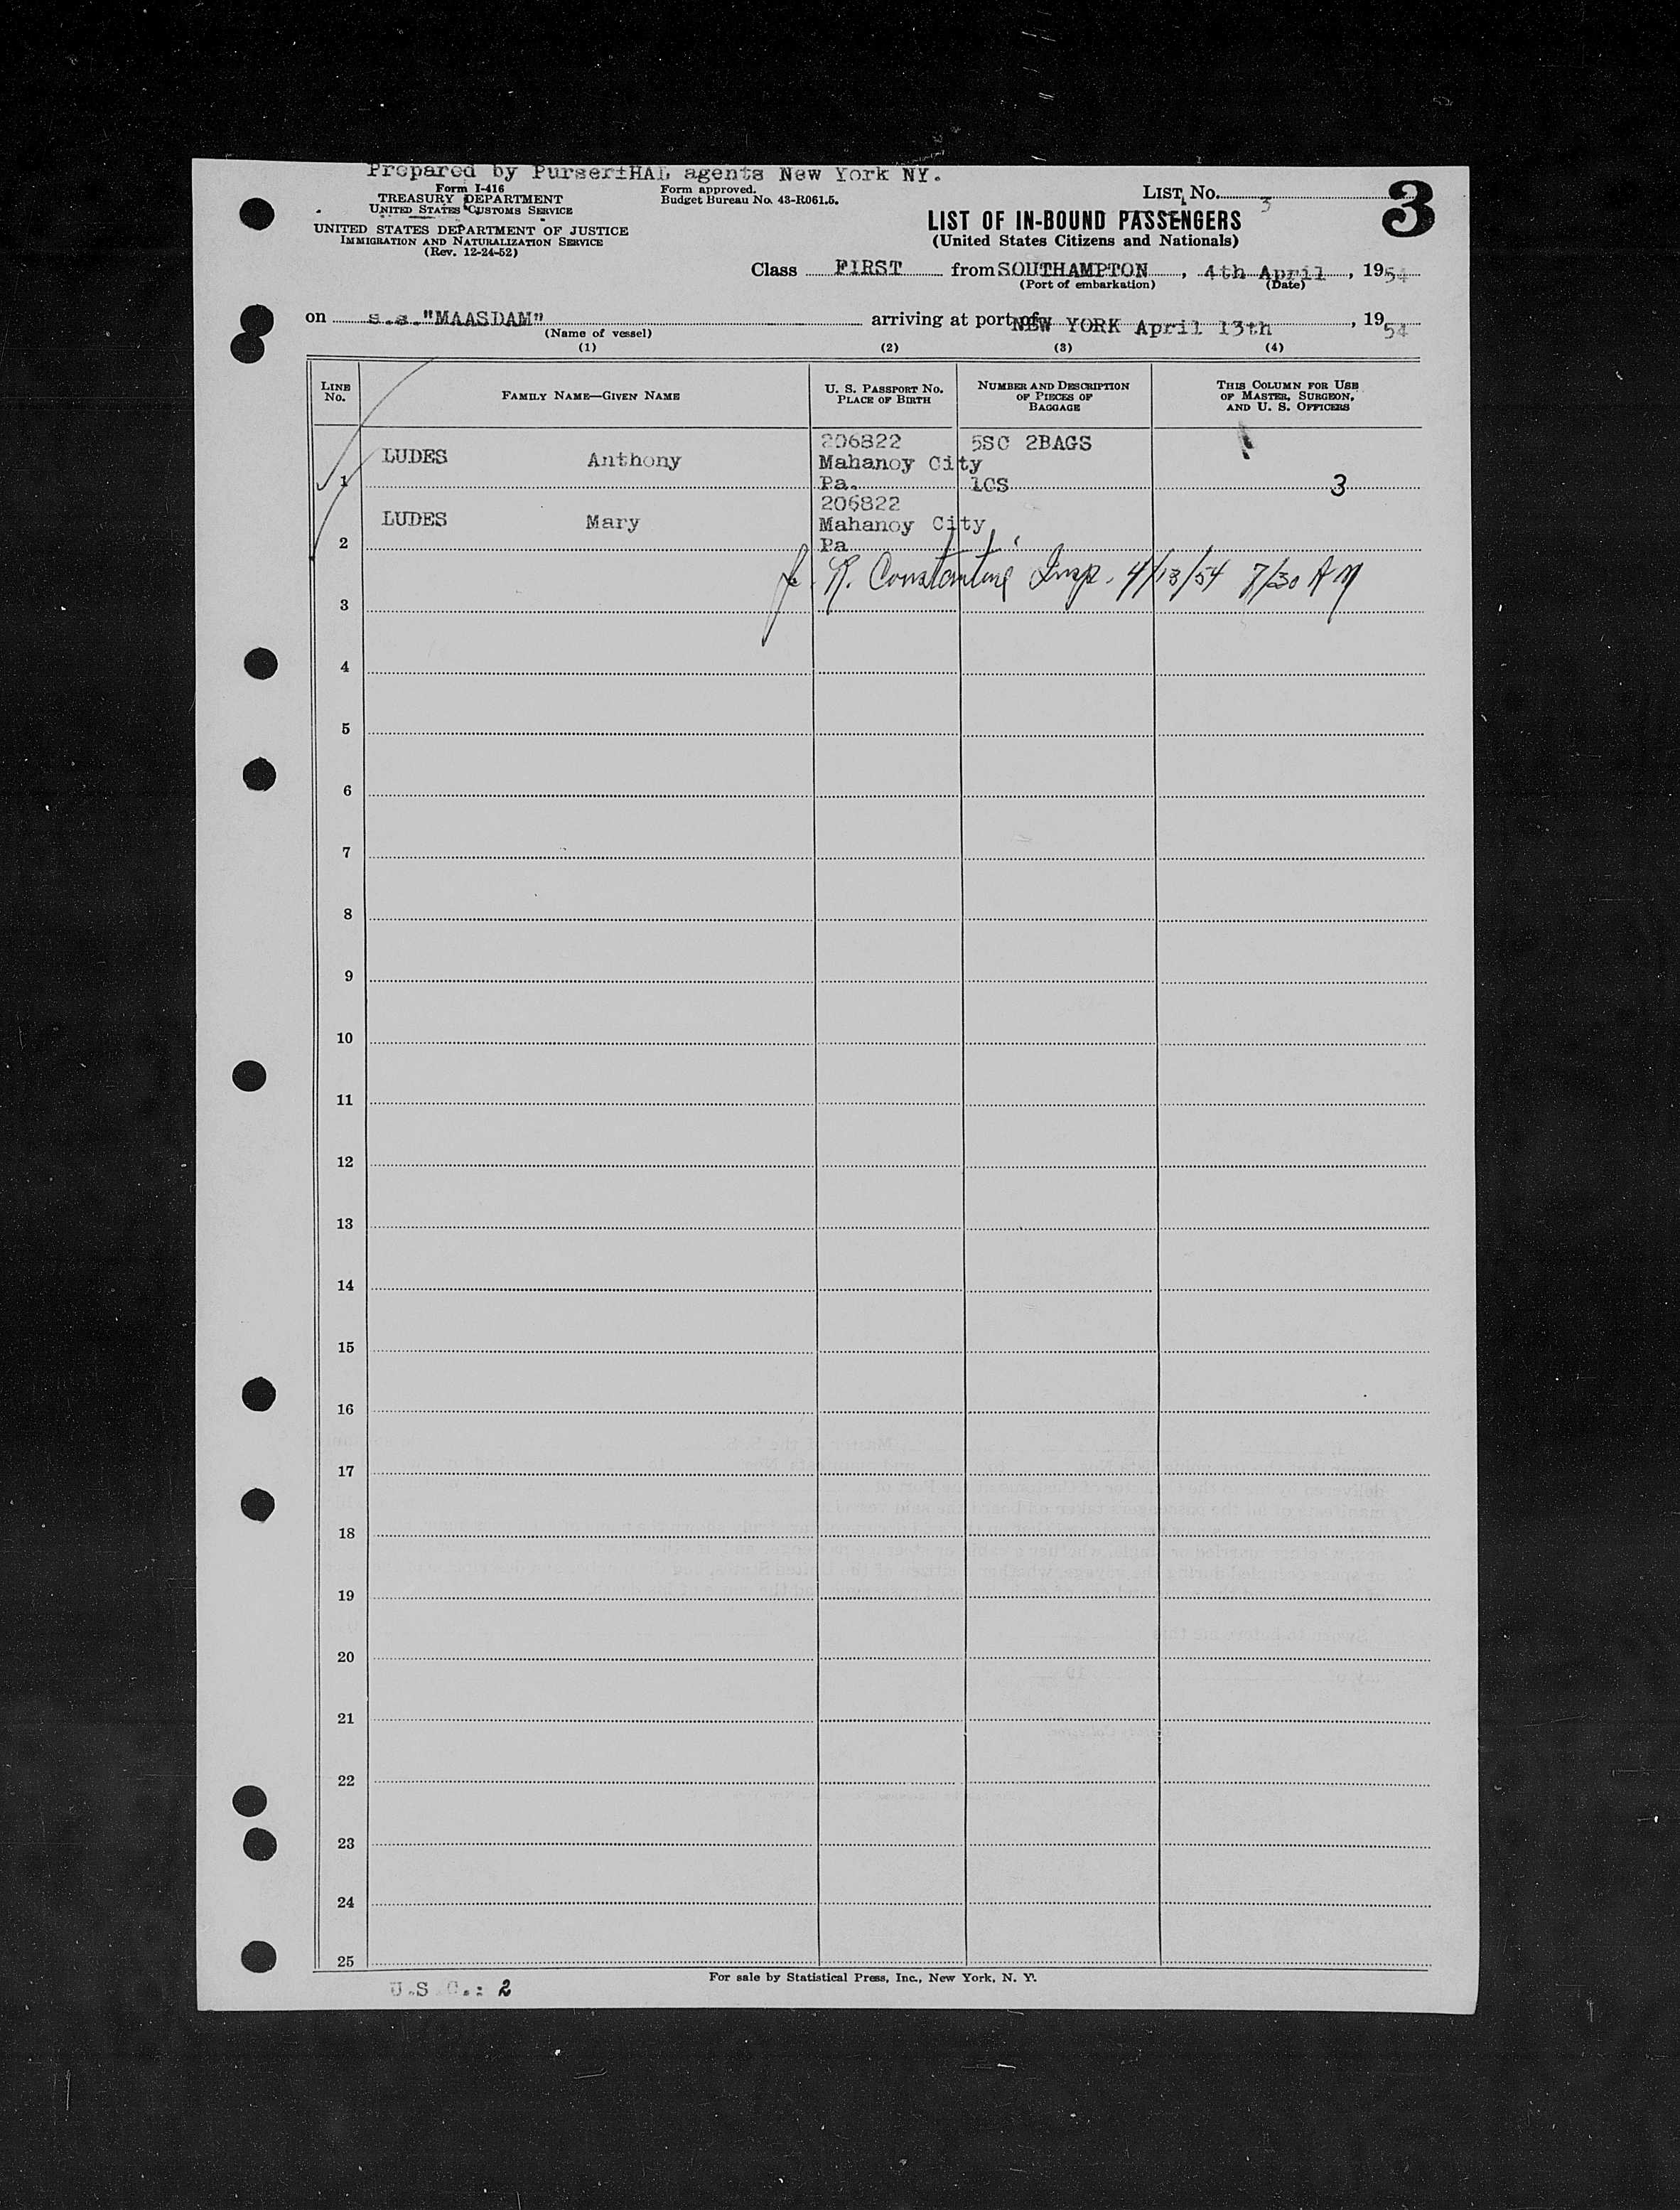 Prepared by Purser±HAL agents New York NY.
Form I-416
TREASURY DEPARTMENT
UNITED STATES CUSTOMS SERVICE
UNITED STATES DEPARTMENT OF JUSTICE
IMMIGRATION AND NATURALIZATION SERVICE
(Rev. 12-24-52)
Form approved.
Budget Bureau No. 43-R061.5.
LIST No. 3
3
LIST OF IN-BOUND PASSENGERS
(United States Citizens and Nationals)
Class FIRST from SOUTHAMPTON, 4th April, 1954
(Port of embarkation) (Date)
on s.s."MAASDAM" arriving at port of NEW YORK April 13th, 1954
(Name of vessel)
(1) (2) (3) (4)
LINE No. FAMILY NAME—GIVEN NAME U. S. PASSPORT No. PLACE OF BIRTH NUMBER AND DESCRIPTION OF PIECES OF BAGGAGE THIS COLUMN FOR USE OF MASTER, SURGEON, AND U. S. OFFICERS
206822 5SC 2BAGS
LUDES Anthony Mahanoy City
1 Pa. 1CS 3
206822
LUDES Mary Mahanoy City
2 Pa
R. Constantine Insp. 4/13/54 7/30 AM
3
4
5
6
7
8
9
10
11
12
13
14
15
16
17
18
19
20
21
22
23
24
25
For sale by Statistical Press, Inc., New York, N. Y.
U.S.C.: 2